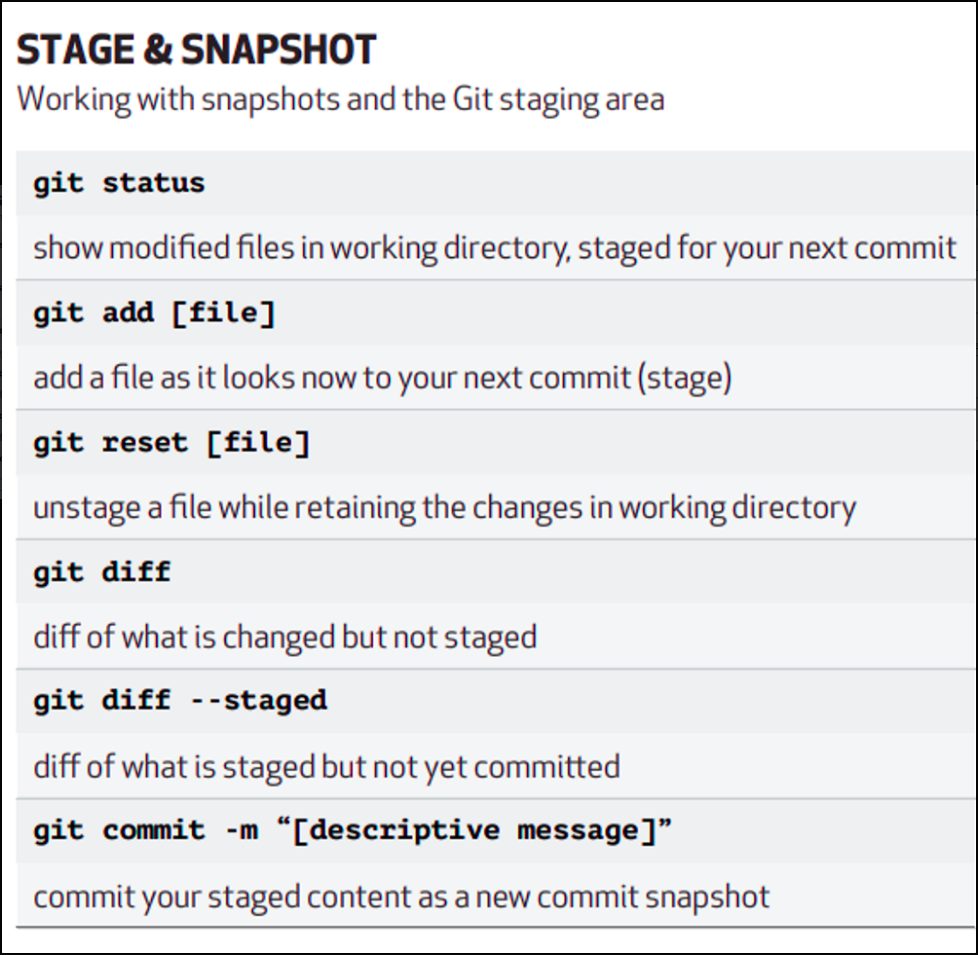 STAGE & SNAPSHOT
Working with snapshots and the Git staging area
git status
show modified files in working directory, staged for your next commit
git add [file]
add a file as it looks now to your next commit (stage)
git reset [file]
unstage a file while retaining the changes in working directory
git diff
diff of what is changed but not staged
git diff --staged
diff of what is staged but not yet committed
git commit -m “[descriptive message]”
commit your staged content as a new commit snapshot